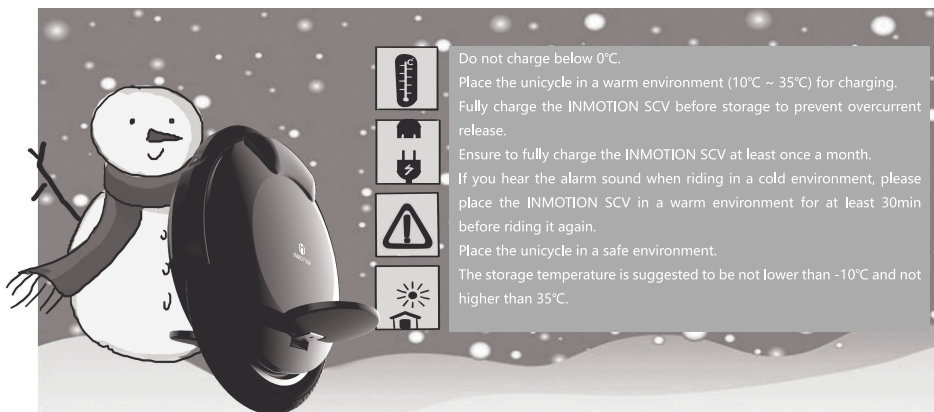 °C
Do not charge below 0℃.
Place the unicycle in a warm environment (10℃ ~ 35℃) for charging.
Fully charge the INMOTION SCV before storage to prevent overcurrent
release.
Ensure to fully charge the INMOTION SCV at least once a month.
If you hear the alarm sound when riding in a cold environment, please
place the INMOTION SCV in a warm environment for at least 30min
before riding it again.
Place the unicycle in a safe environment.
The storage temperature is suggested to be not lower than -10℃ and not
higher than 35℃.
INMOTION